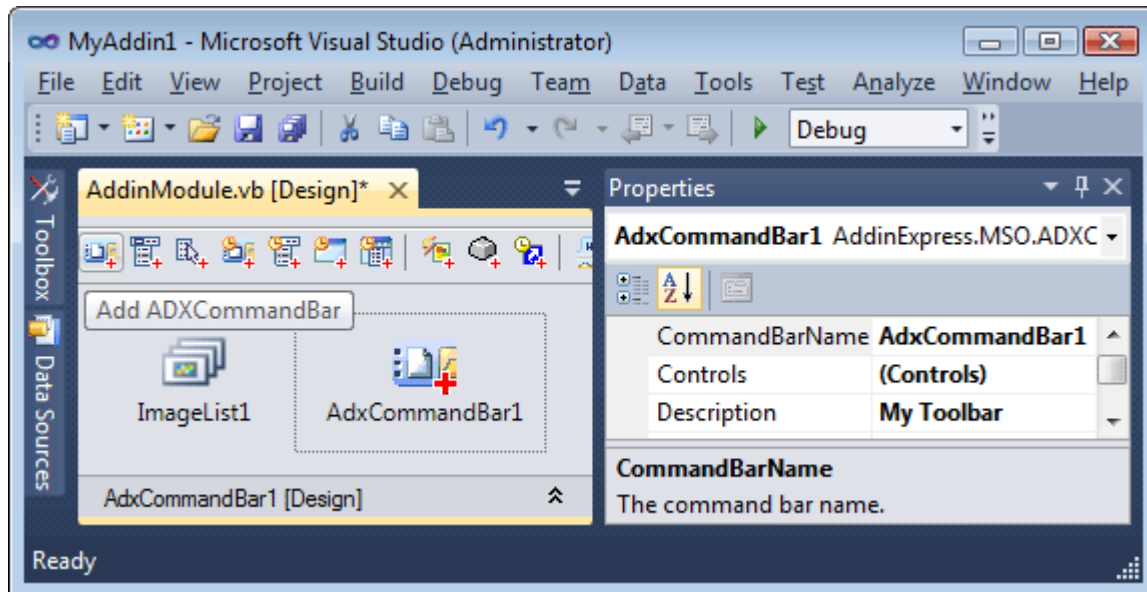 MyAddin1 - Microsoft Visual Studio (Administrator)
File Edit View Project Build Debug Team Data Tools Test Analyze Window Help
Debug
Toolbox
Data Sources
AddinModule.vb [Design]*
Add ADXCommandBar
ImageList1 AdxCommandBar1
AdxCommandBar1 [Design]
Properties
AdxCommandBar1 AddinExpress.MSO.ADXC
CommandBarName AdxCommandBar1
Controls (Controls)
Description My Toolbar
CommandBarName
The command bar name.
Ready